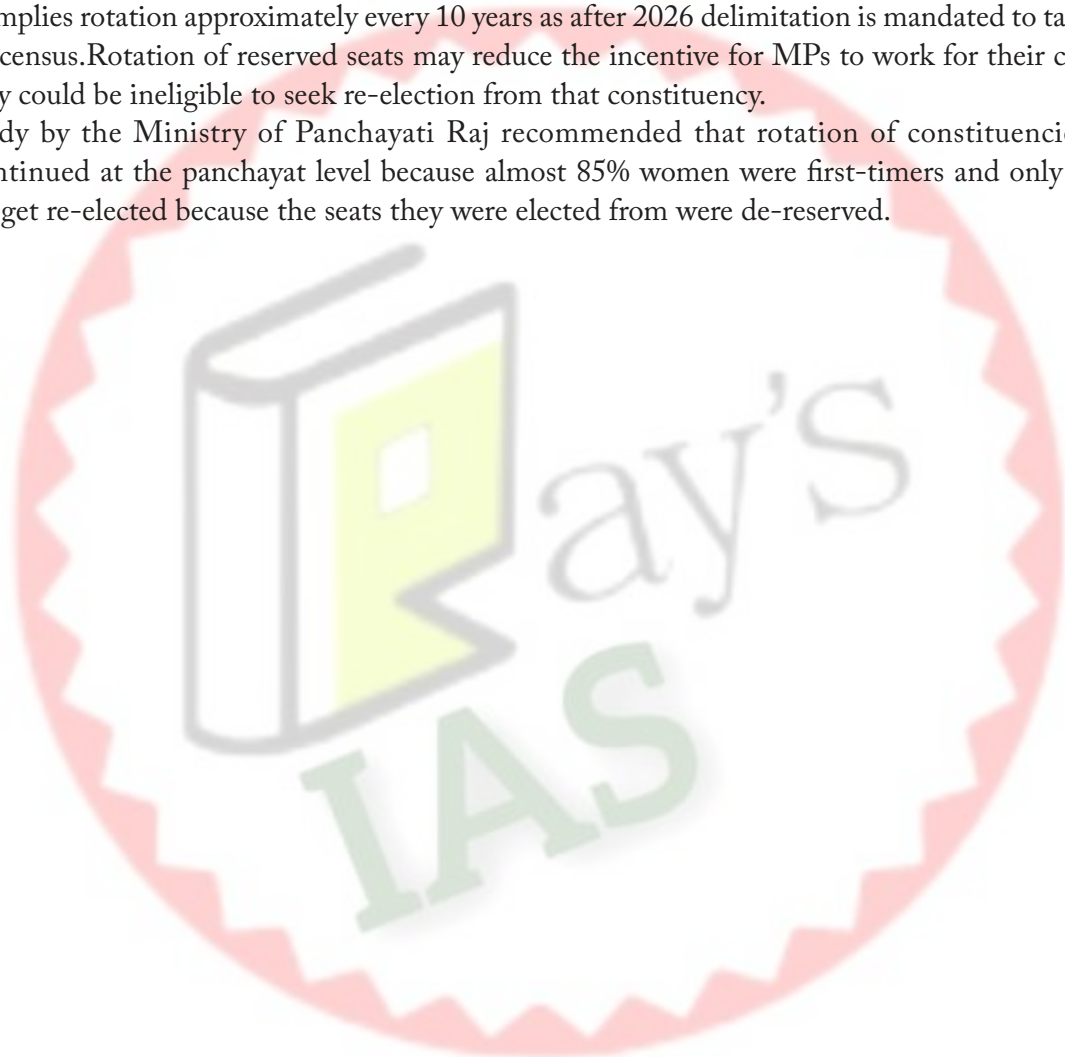 mplies rotation approximately every 10 years as after 2026 delimitation is mandated to ta
census.Rotation of reserved seats may reduce the incentive for MPs to work for their c
y could be ineligible to seek re-election from that constituency.
dy by the Ministry of Panchayati Raj recommended that rotation of constituencie
ntinued at the panchayat level because almost 85% women were first-timers and only
get re-elected because the seats they were elected from were de-reserved.
ay's
IAS